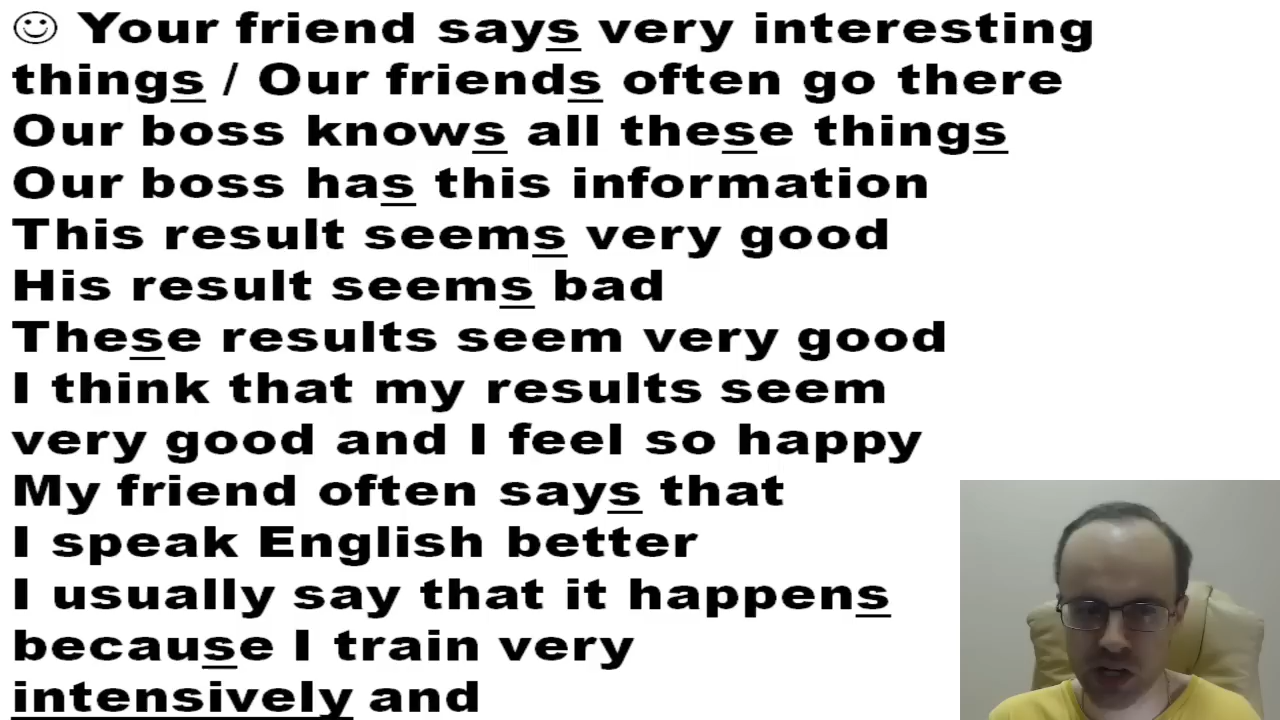 ☺ Your friend says very interesting
things / Our friends often go there
Our boss knows all these things
Our boss has this information
This result seems very good
His result seems bad
These results seem very good
I think that my results seem
very good and I feel so happy
My friend often says that
I speak English better
I usually say that it happens
because I train very
intensively and